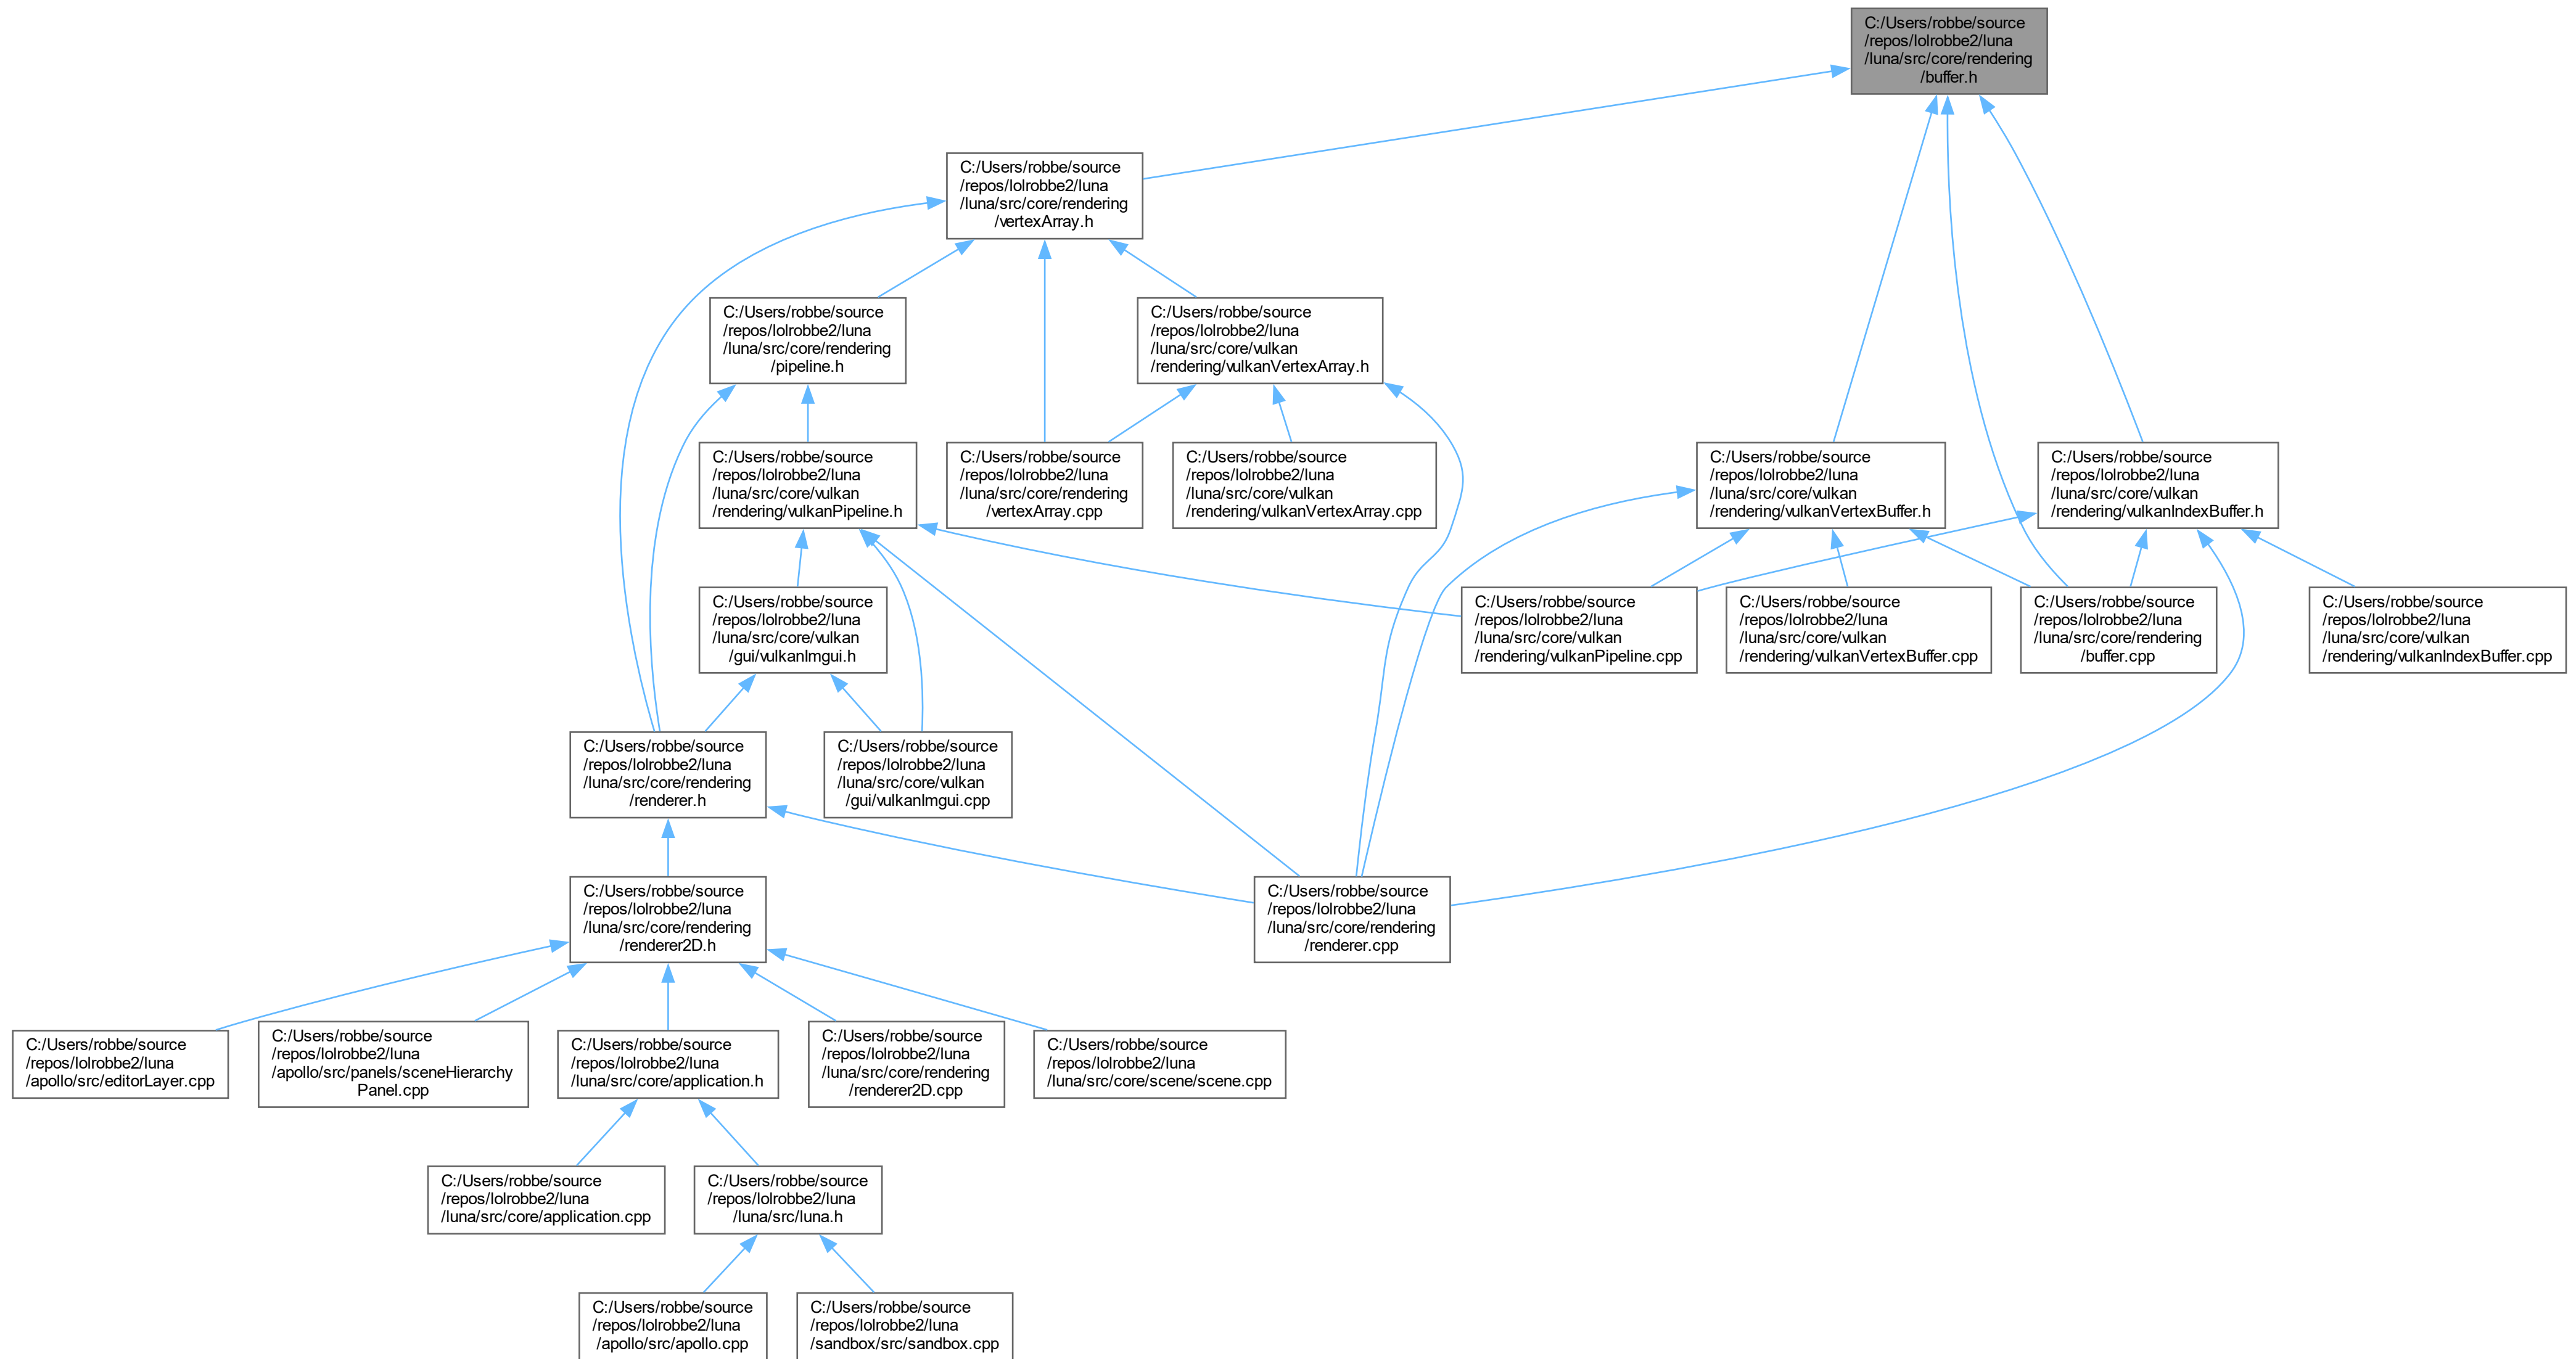 C:/Users/robbe/source
/repos/lolrobbe2/luna
/luna/src/core/rendering
/buffer.h
C:/Users/robbe/source
/repos/lolrobbe2/luna
/luna/src/core/rendering
/vertexArray.h
C:/Users/robbe/source
/repos/lolrobbe2/luna
/luna/src/core/rendering
/pipeline.h
C:/Users/robbe/source
/repos/lolrobbe2/luna
/luna/src/core/vulkan
/rendering/vulkanVertexArray.h
C:/Users/robbe/source
/repos/lolrobbe2/luna
/luna/src/core/vulkan
/rendering/vulkanPipeline.h
C:/Users/robbe/source
/repos/lolrobbe2/luna
/luna/src/core/rendering
/vertexArray.cpp
C:/Users/robbe/source
/repos/lolrobbe2/luna
/luna/src/core/vulkan
/rendering/vulkanVertexArray.cpp
C:/Users/robbe/source
/repos/lolrobbe2/luna
/luna/src/core/vulkan
/rendering/vulkanVertexBuffer.h
C:/Users/robbe/source
/repos/lolrobbe2/luna
/luna/src/core/vulkan
/rendering/vulkanIndexBuffer.h
C:/Users/robbe/source
/repos/lolrobbe2/luna
/luna/src/core/vulkan
/gui/vulkanImgui.h
C:/Users/robbe/source
/repos/lolrobbe2/luna
/luna/src/core/vulkan
/rendering/vulkanPipeline.cpp
C:/Users/robbe/source
/repos/lolrobbe2/luna
/luna/src/core/vulkan
/rendering/vulkanVertexBuffer.cpp
C:/Users/robbe/source
/repos/lolrobbe2/luna
/luna/src/core/rendering
/buffer.cpp
C:/Users/robbe/source
/repos/lolrobbe2/luna
/luna/src/core/vulkan
/rendering/vulkanIndexBuffer.cpp
C:/Users/robbe/source
/repos/lolrobbe2/luna
/luna/src/core/rendering
/renderer.h
C:/Users/robbe/source
/repos/lolrobbe2/luna
/luna/src/core/vulkan
/gui/vulkanImgui.cpp
C:/Users/robbe/source
/repos/lolrobbe2/luna
/luna/src/core/rendering
/renderer2D.h
C:/Users/robbe/source
/repos/lolrobbe2/luna
/luna/src/core/rendering
/renderer.cpp
C:/Users/robbe/source
/repos/lolrobbe2/luna
/apollo/src/editorLayer.cpp
C:/Users/robbe/source
/repos/lolrobbe2/luna
/apollo/src/panels/sceneHierarchy
Panel.cpp
C:/Users/robbe/source
/repos/lolrobbe2/luna
/luna/src/core/application.h
C:/Users/robbe/source
/repos/lolrobbe2/luna
/luna/src/core/rendering
/renderer2D.cpp
C:/Users/robbe/source
/repos/lolrobbe2/luna
/luna/src/core/scene/scene.cpp
C:/Users/robbe/source
/repos/lolrobbe2/luna
/luna/src/core/application.cpp
C:/Users/robbe/source
/repos/lolrobbe2/luna
/luna/src/luna.h
C:/Users/robbe/source
/repos/lolrobbe2/luna
/apollo/src/apollo.cpp
C:/Users/robbe/source
/repos/lolrobbe2/luna
/sandbox/src/sandbox.cpp